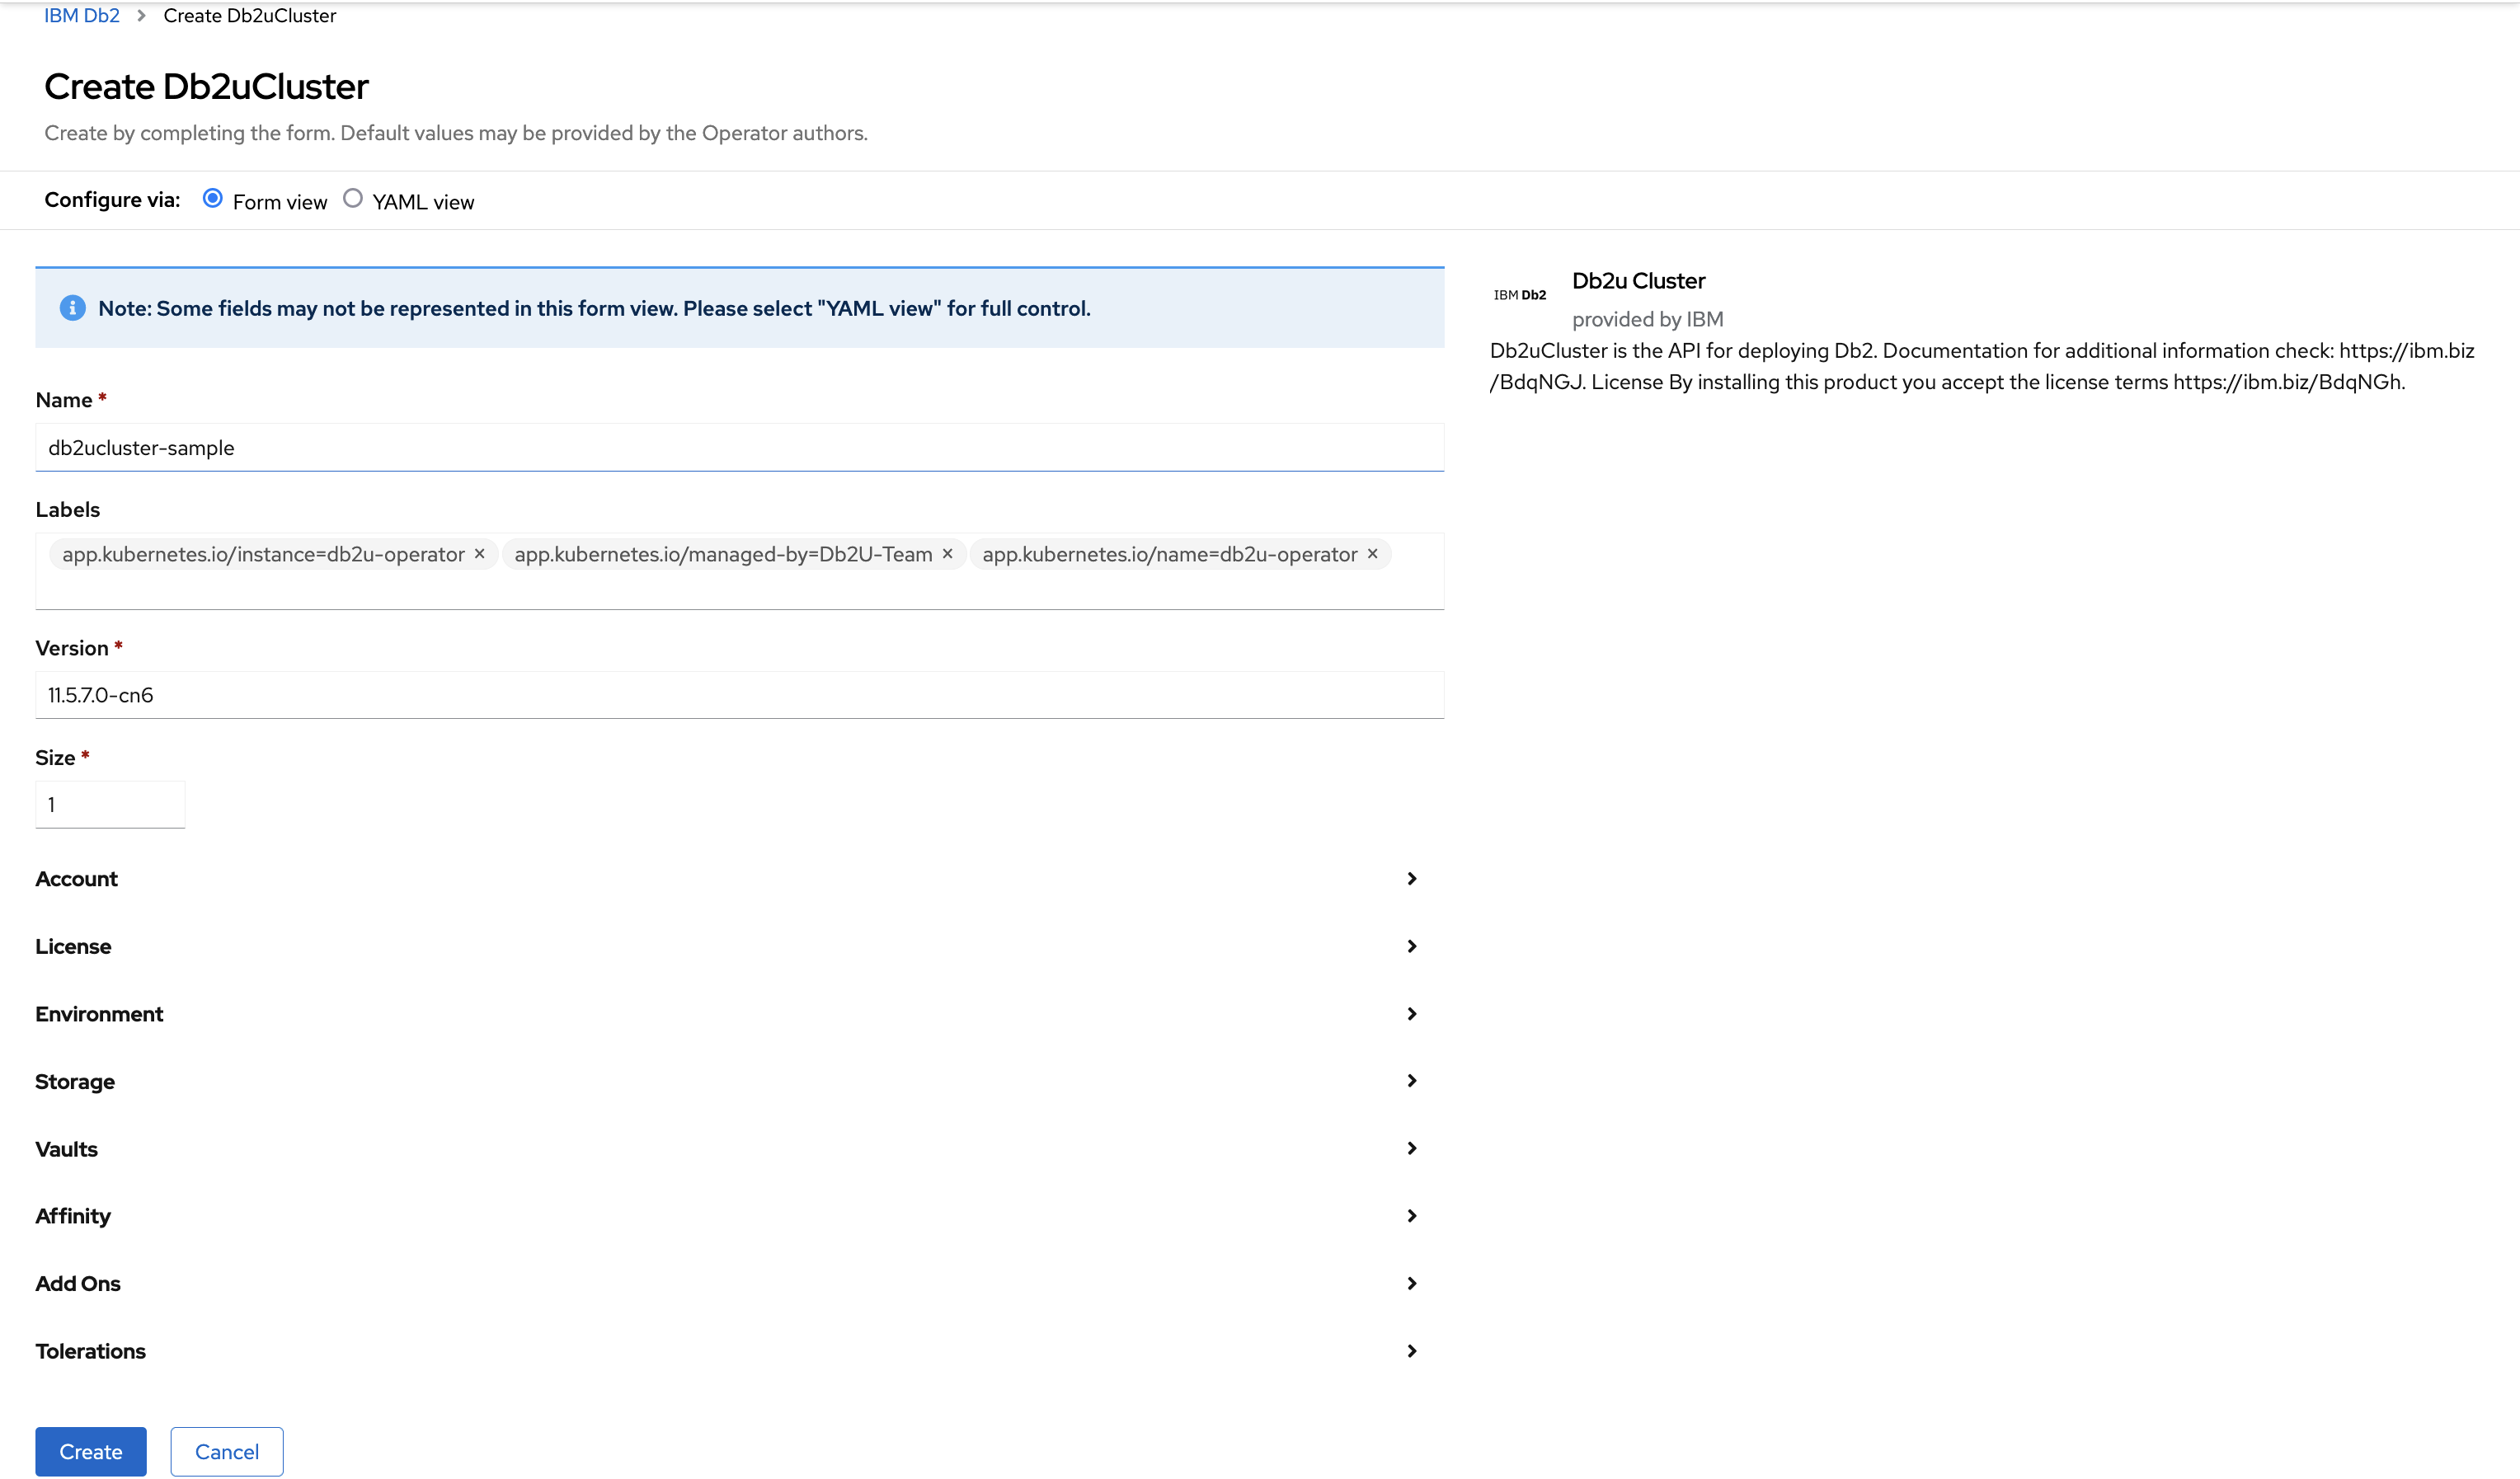 IBM Db2 > Create Db2uCluster
Create Db2uCluster
Create by completing the form. Default values may be provided by the Operator authors.
Configure via: Form view YAML view
Note: Some fields may not be represented in this form view. Please select "YAML view" for full control.
Name *
db2ucluster-sample
Labels
app.kubernetes.io/instance=db2u-operator × app.kubernetes.io/managed-by=Db2U-Team × app.kubernetes.io/name=db2u-operator ×
Version *
11.5.7.0-cn6
Size *
1
Account
License
Environment
Storage
Vaults
Affinity
Add Ons
Tolerations
Create Cancel
IBM Db2
Db2u Cluster
provided by IBM
Db2uCluster is the API for deploying Db2. Documentation for additional information check: https://ibm.biz
/BdqNGJ. License By installing this product you accept the license terms https://ibm.biz/BdqNGh.